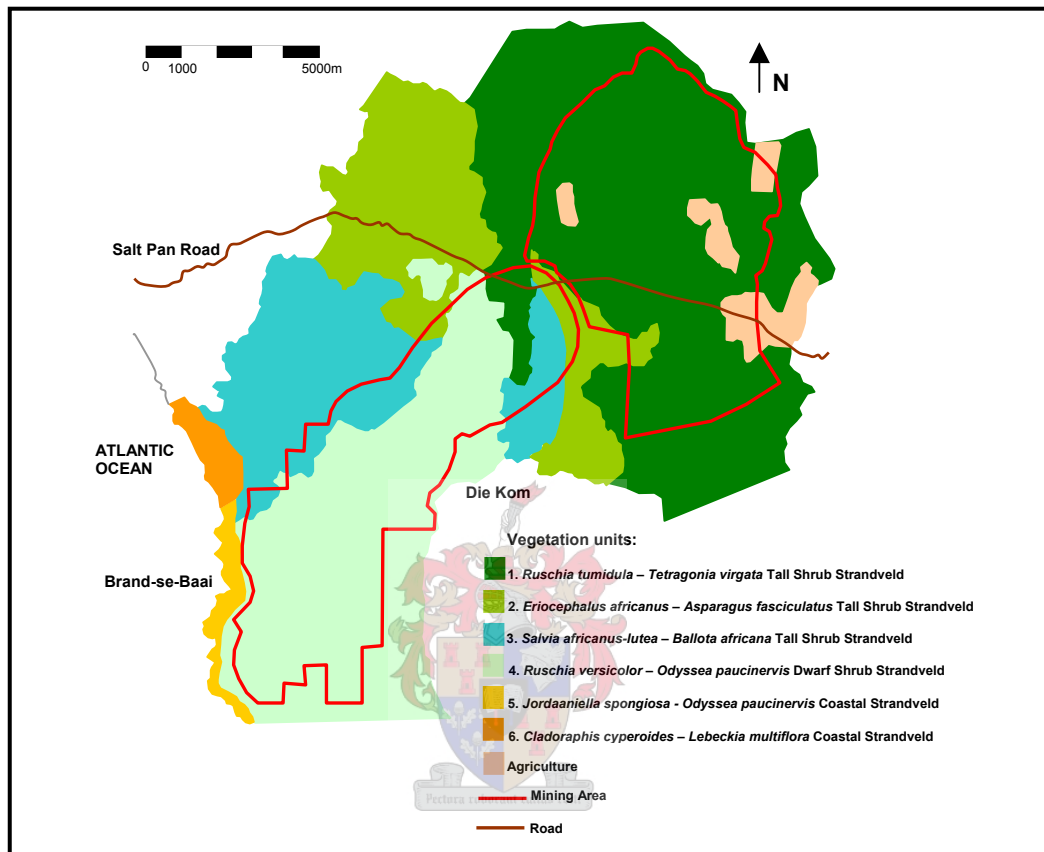 0 1000 5000m
N
Salt Pan Road
ATLANTIC
OCEAN
Die Kom
Vegetation units:
1. Ruschia tumidula – Tetragonia virgata Tall Shrub Strandveld
Brand-se-Baai
2. Eriocephalus africanus – Asparagus fasciculatus Tall Shrub Strandveld
3. Salvia africanus-lutea – Ballota africana Tall Shrub Strandveld
4. Ruschia versicolor – Odyssea paucinervis Dwarf Shrub Strandveld
5. Jordaaniella spongiosa - Odyssea paucinervis Coastal Strandveld
6. Cladoraphis cyperoides – Lebeckia multiflora Coastal Strandveld
Agriculture
Mining Area
Road